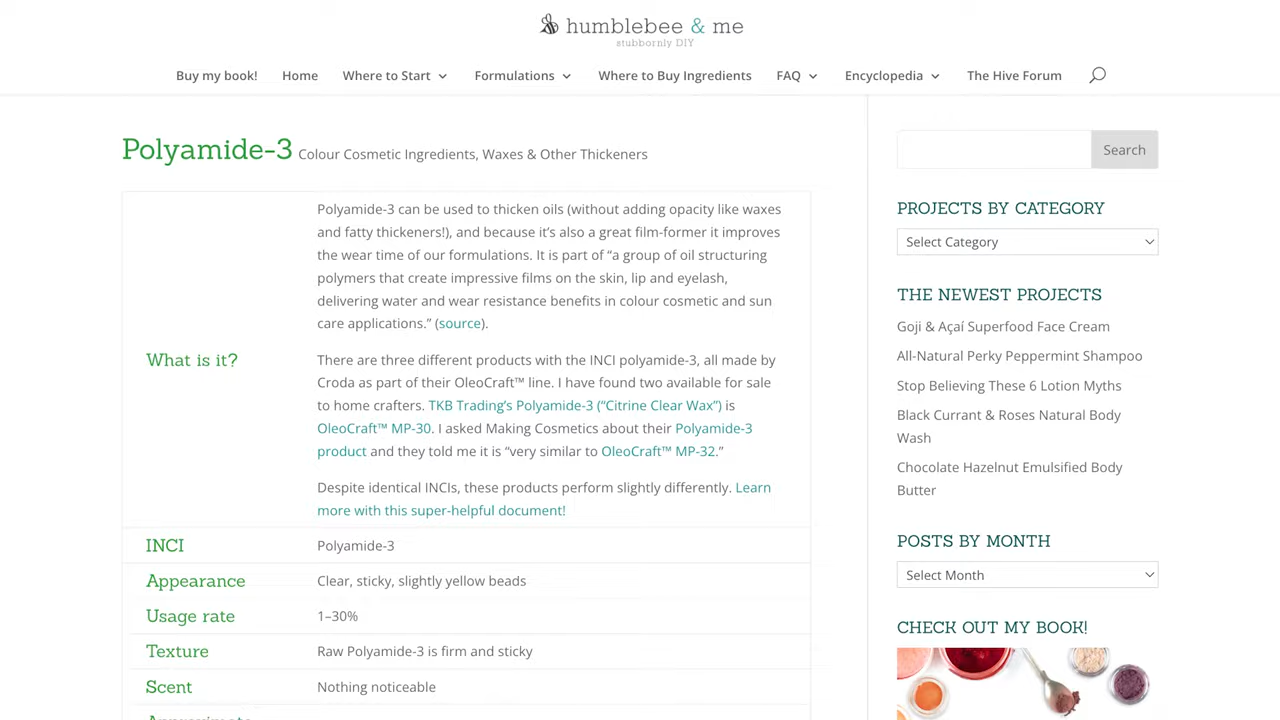 humblebee & me
stubbornly DIY
Buy my book! Home Where to Start Formulations Where to Buy Ingredients FAQ Encyclopedia The Hive Forum
Polyamide-3 Colour Cosmetic Ingredients, Waxes & Other Thickeners
What is it?
Polyamide-3 can be used to thicken oils (without adding opacity like waxes
and fatty thickeners!), and because it’s also a great film-former it improves
the wear time of our formulations. It is part of “a group of oil structuring
polymers that create impressive films on the skin, lip and eyelash,
delivering water and wear resistance benefits in colour cosmetic and sun
care applications.” (source).
There are three different products with the INCI polyamide-3, all made by
Croda as part of their OleoCraft™ line. I have found two available for sale
to home crafters. TKB Trading’s Polyamide-3 (“Citrine Clear Wax”) is
OleoCraft™ MP-30. I asked Making Cosmetics about their Polyamide-3
product and they told me it is “very similar to OleoCraft™ MP-32.”
Despite identical INCIs, these products perform slightly differently. Learn
more with this super-helpful document!
INCI Polyamide-3
Appearance Clear, sticky, slightly yellow beads
Usage rate 1–30%
Texture Raw Polyamide-3 is firm and sticky
Scent Nothing noticeable
Search
PROJECTS BY CATEGORY
Select Category
THE NEWEST PROJECTS
Goji & Açaí Superfood Face Cream
All-Natural Perky Peppermint Shampoo
Stop Believing These 6 Lotion Myths
Black Currant & Roses Natural Body
Wash
Chocolate Hazelnut Emulsified Body
Butter
POSTS BY MONTH
Select Month
CHECK OUT MY BOOK!